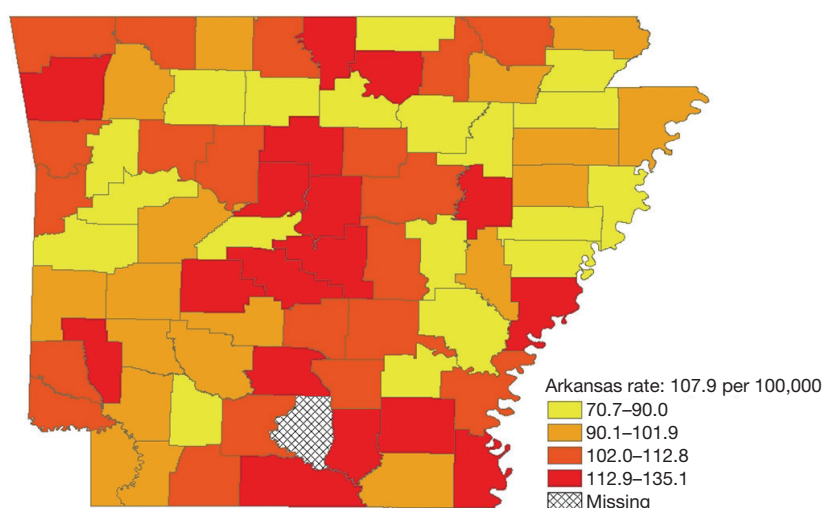 Arkansas rate: 107.9 per 100,000
70.7–90.0
90.1–101.9
102.0–112.8
112.9–135.1
Missing